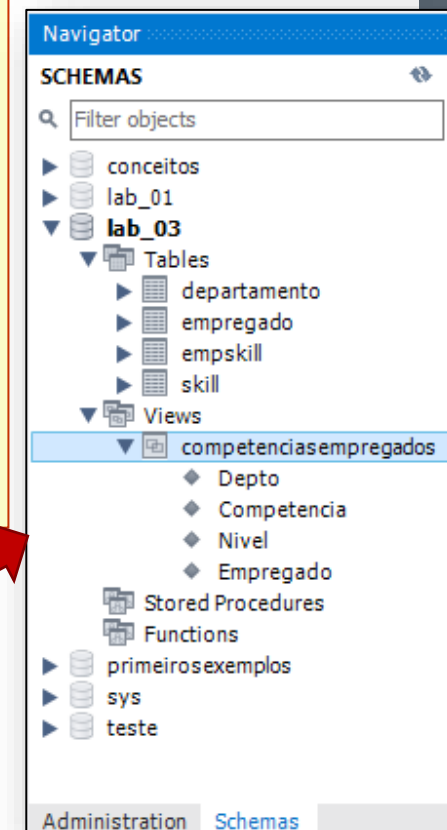 Navigator
SCHEMAS
Filter objects
conceitos
lab_01
lab_03
Tables
departamento
empregado
empskill
skill
Views
competenciasempregados
Depto
Competencia
Nivel
Empregado
Stored Procedures
Functions
primeirosexemplos
sys
teste
Administration Schemas